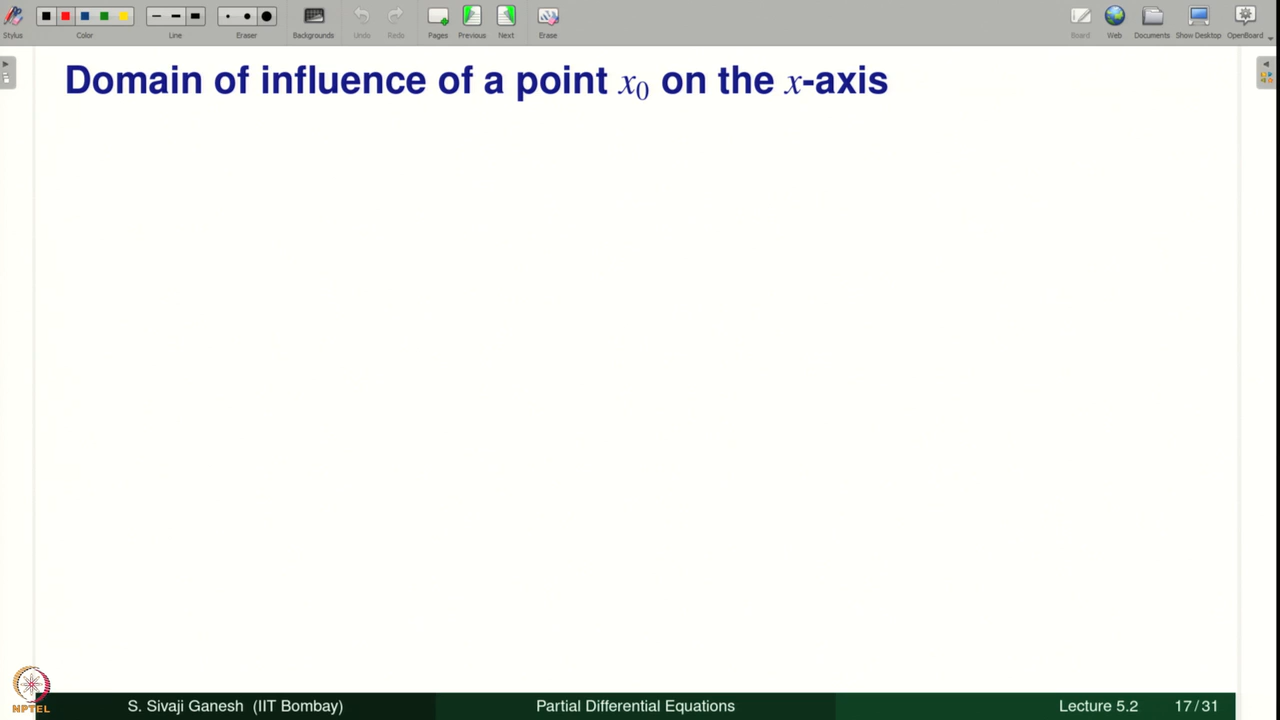 Stylus Color Line Eraser Backgrounds Undo Redo Pages Previous Next Erase Board Web Documents Show Desktop OpenBoard
Domain of influence of a point x₀ on the x-axis
NPTEL
S. Sivaji Ganesh (IIT Bombay) Partial Differential Equations Lecture 5.2 17/31